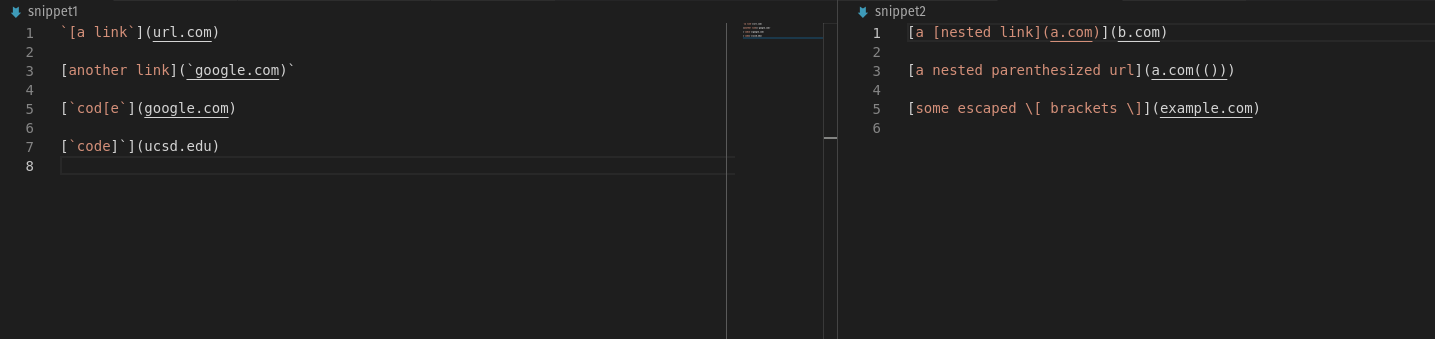 snippet1
1 `[a link`](url.com)
2
3 [another link](`google.com)`
4
5 [`cod[e`](google.com)
6
7 [`code]`](ucsd.edu)
8
snippet2
1 [a [nested link](a.com)](b.com)
2
3 [a nested parenthesized url](a.com(()))
4
5 [some escaped \[ brackets \]](example.com)
6